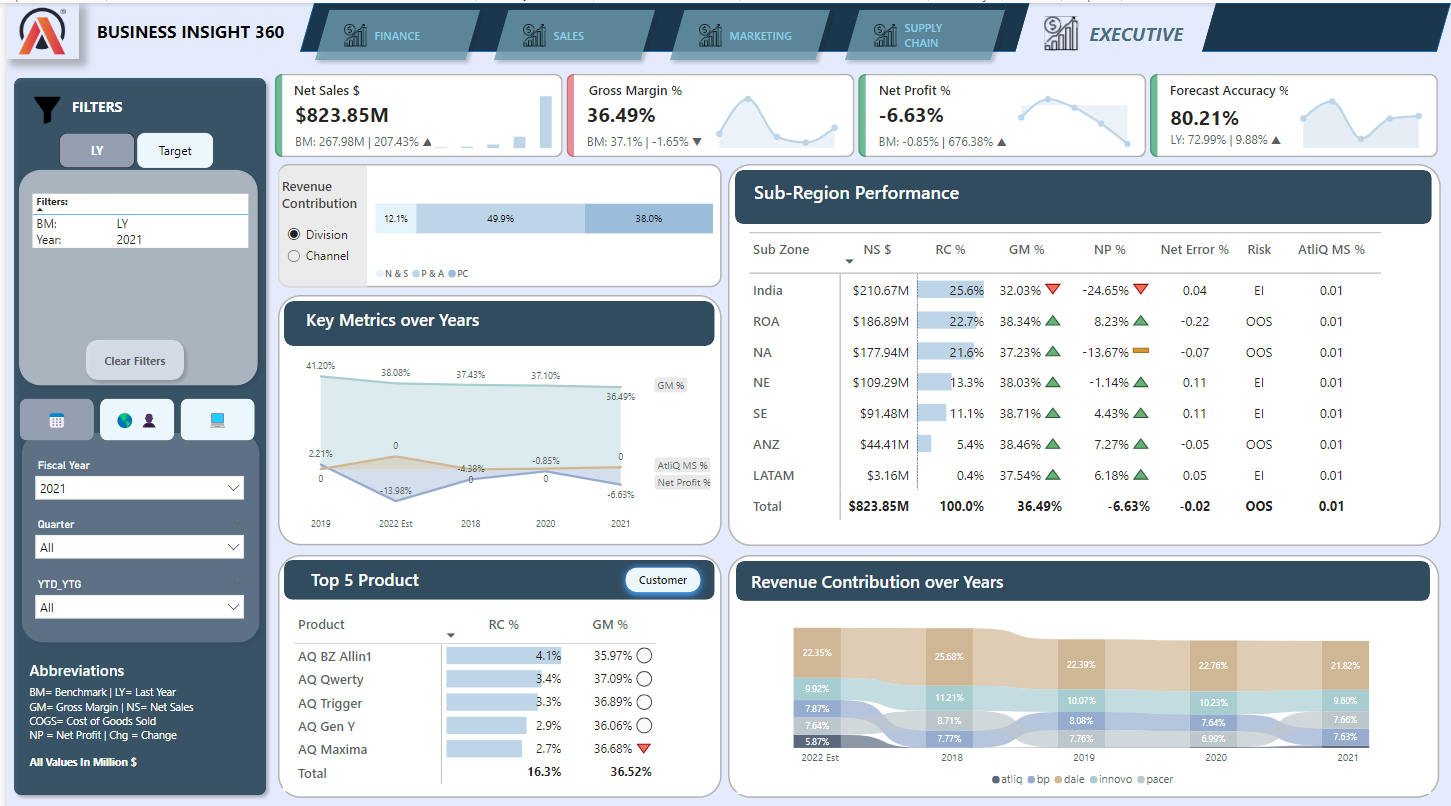 BUSINESS INSIGHT 360
FINANCE
SALES
MARKETING
SUPPLY
CHAIN
EXECUTIVE
FILTERS
LY
Target
Filters:
BM: LY
Year: 2021
Clear Filters
Fiscal Year
2021
Quarter
All
YTD_YTG
All
Abbreviations
BM= Benchmark | LY= Last Year
GM= Gross Margin | NS= Net Sales
COGS= Cost of Goods Sold
NP = Net Profit | Chg = Change
All Values In Million $
Net Sales $
$823.85M
BM: 267.98M | 207.43% ▲
Gross Margin %
36.49%
BM: 37.1% | -1.65% ▼
Net Profit %
-6.63%
BM: -0.85% | 676.38% ▲
Forecast Accuracy %
80.21%
LY: 72.99% | 9.88% ▲
Revenue
Contribution
Division
Channel
12.1% 49.9% 38.0%
N & S P & A PC
Key Metrics over Years
41.20% 38.08% 37.43% 37.10% 36.49%
GM %
2.21% 0 -4.38% -0.85% 0
AtliQ MS %
0 -13.98% 0 0 -6.63%
Net Profit %
2019 2022 Est 2018 2020 2021
Top 5 Product
Customer
Product RC % GM %
AQ BZ Allin1 4.1% 35.97%
AQ Qwerty 3.4% 37.09%
AQ Trigger 3.3% 36.89%
AQ Gen Y 2.9% 36.06%
AQ Maxima 2.7% 36.68%
Total 16.3% 36.52%
Sub-Region Performance
Sub Zone NS $ RC % GM % NP % Net Error % Risk AtliQ MS %
India $210.67M 25.6% 32.03% -24.65% 0.04 EI 0.01
ROA $186.89M 22.7% 38.34% 8.23% -0.22 OOS 0.01
NA $177.94M 21.6% 37.23% -13.67% -0.07 OOS 0.01
NE $109.29M 13.3% 38.03% -1.14% 0.11 EI 0.01
SE $91.48M 11.1% 38.71% 4.43% 0.11 EI 0.01
ANZ $44.41M 5.4% 38.46% 7.27% -0.05 OOS 0.01
LATAM $3.16M 0.4% 37.54% 6.18% 0.05 EI 0.01
Total $823.85M 100.0% 36.49% -6.63% -0.02 OOS 0.01
Revenue Contribution over Years
22.35% 25.68% 22.39% 22.76% 21.82%
9.92% 11.21% 10.07% 10.23% 9.60%
7.87% 8.71% 8.08% 7.64% 7.66%
7.64% 7.77% 7.76% 6.99% 7.63%
5.87%
2022 Est 2018 2019 2020 2021
atliq bp dale innovo pacer